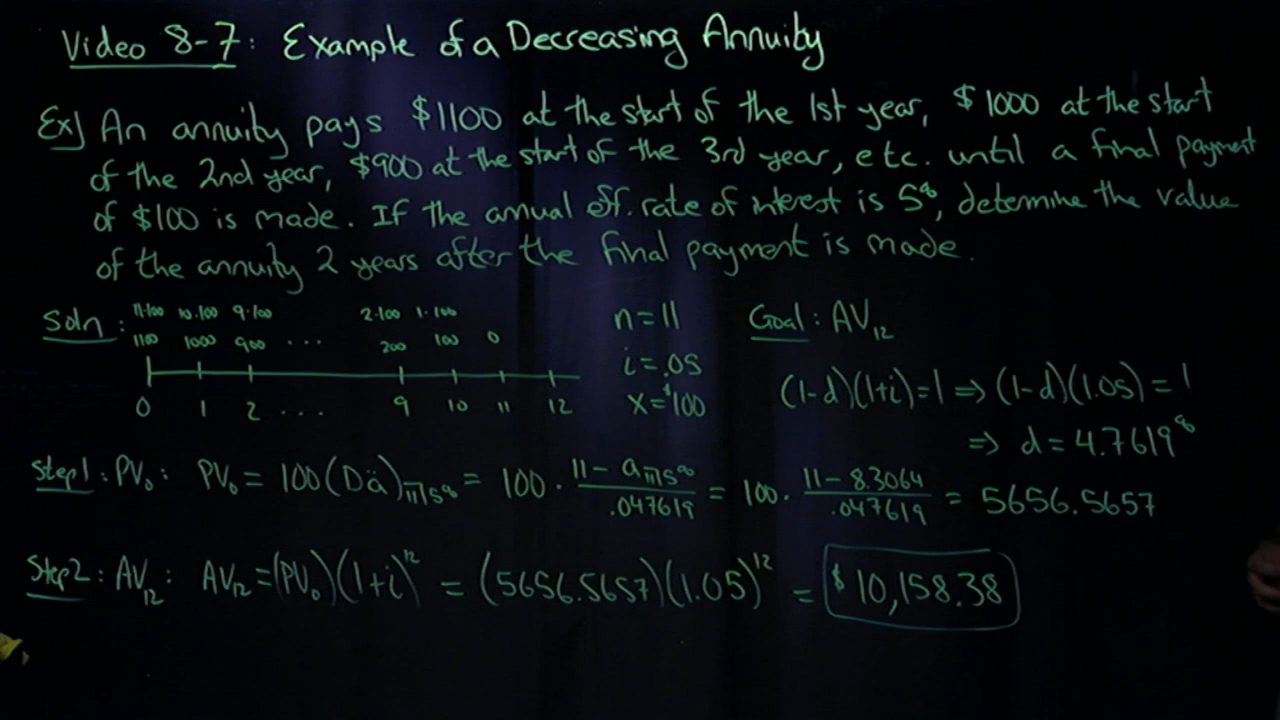 Video 8-7: Example of a Decreasing Annuity
Ex] An annuity pays $1100 at the start of the 1st year, $1000 at the start
of the 2nd year, $900 at the start of the 3rd year, etc. until a final payment
of $100 is made. If the annual eff. rate of interest is 5%, determine the value
of the annuity 2 years after the final payment is made.
Soln: 11·100 10·100 9·100 2·100 1·100
1100 1000 900 ... 200 100 0
0 1 2 ... 9 10 11 12
n=11
i=.05
X=$100
Goal: AV₁₂
(1-d)(1+i)=1 ⇒ (1-d)(1.05)=1
⇒ d=4.7619%
Step1: PV₀: PV₀ = 100(Dä)11̅|5% = 100 · (11 - a11̅|5%)/.047619 = 100 · (11-8.3064)/.047619 = 5656.5657
Step2: AV₁₂: AV₁₂=(PV₀)(1+i)¹² = (5656.5657)(1.05)¹² = $10,158.38